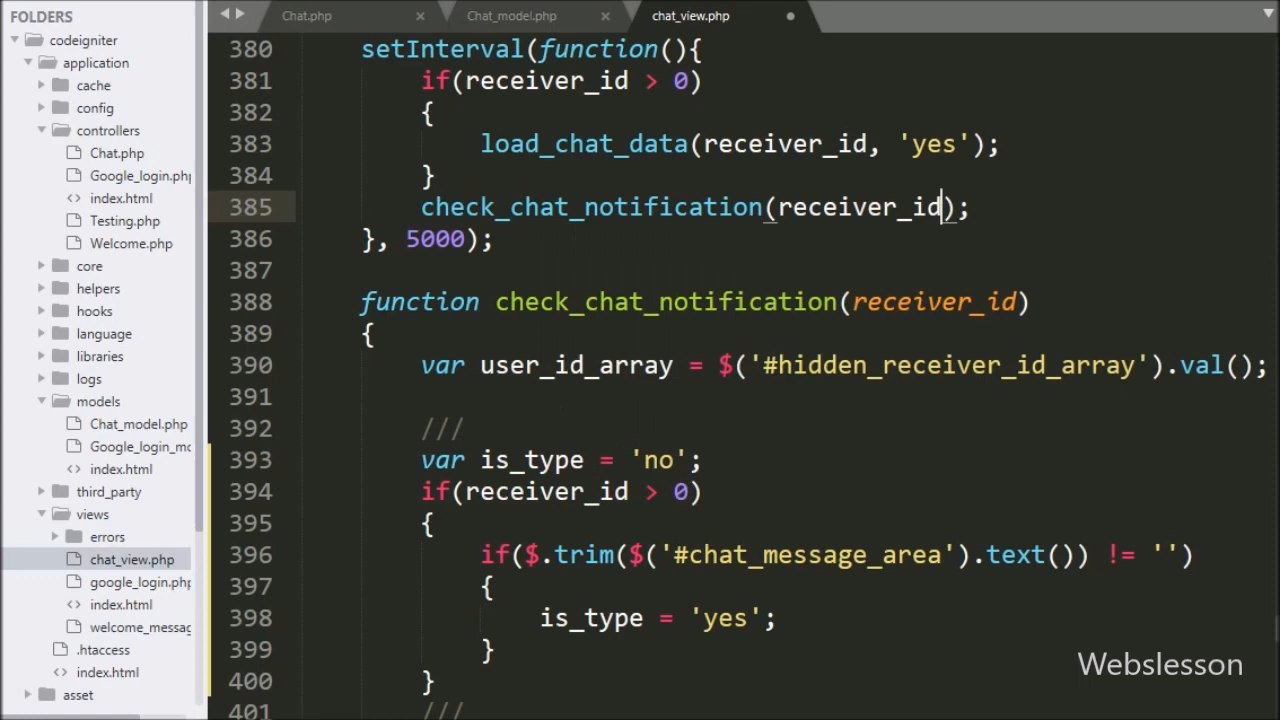 FOLDERS
codeigniter
application
cache
config
controllers
Chat.php
Google_login.php
index.html
Testing.php
Welcome.php
core
helpers
hooks
language
libraries
logs
models
Chat_model.php
Google_login_mo
index.html
third_party
views
errors
chat_view.php
google_login.php
index.html
welcome_messag
.htaccess
index.html
asset
Chat.php × Chat_model.php × chat_view.php
380 setInterval(function(){
381 if(receiver_id > 0)
382 {
383 load_chat_data(receiver_id, 'yes');
384 }
385 check_chat_notification(receiver_id);
386 }, 5000);
387
388 function check_chat_notification(receiver_id)
389 {
390 var user_id_array = $('#hidden_receiver_id_array').val();
391
392 ///
393 var is_type = 'no';
394 if(receiver_id > 0)
395 {
396 if($.trim($('#chat_message_area').text()) != '')
397 {
398 is_type = 'yes';
399 }
400 }
401 ///
Webslesson